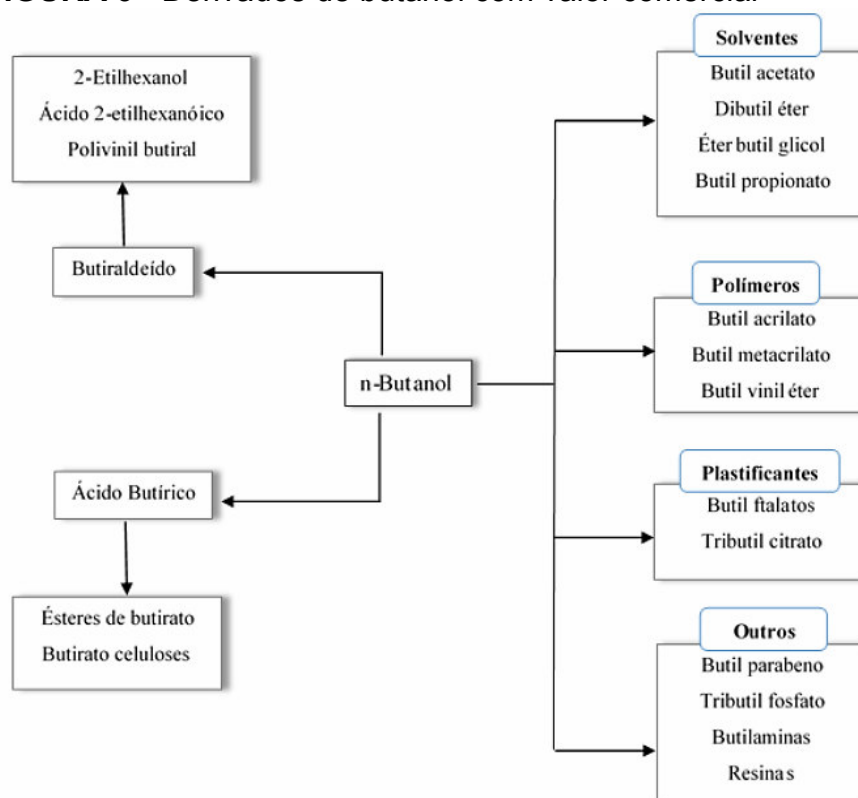 Derivados do butanol com valor comercial
Solventes
Butil acetato
Dibutil éter
Éter butil glicol
Butil propionato
2-Etilhexanol
Ácido 2-etilhexanóico
Polivinil butiral
Butiraldeído
Polímeros
Butil acrilato
Butil metacrilato
Butil vinil éter
n-Butanol
Plastificantes
Butil ftalatos
Tributil citrato
Ácido Butírico
Ésteres de butirato
Butirato celuloses
Outros
Butil parabeno
Tributil fosfato
Butilaminas
Resinas